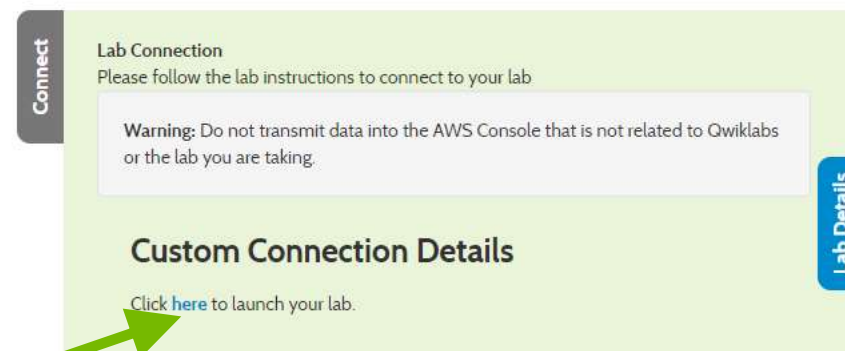 Connect
Lab Connection
Please follow the lab instructions to connect to your lab
Warning: Do not transmit data into the AWS Console that is not related to Qwiklabs
or the lab you are taking.
Lab Details
Custom Connection Details
Click here to launch your lab.